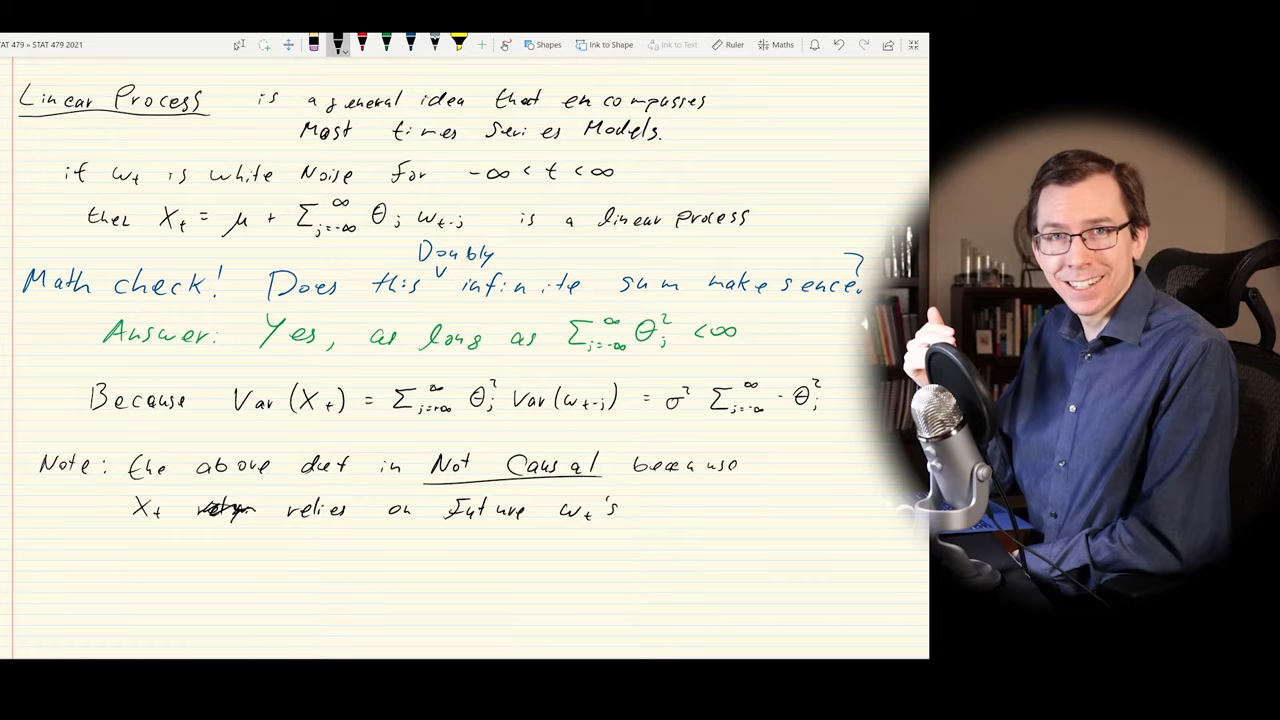 TAT 479 » STAT 479 2021
Shapes Ink to Shape Ink to Text Ruler Maths
Linear Process is a general idea that encompasses
Most times Series Models.
if wt is white Noise for -∞ < t < ∞
then Xt = μ + ∑ j=-∞ ∞ θj wt-j is a linear process
Doubly
Math check! Does this ∨ infinite sum make sence?
Answer: Yes, as long as ∑ j=-∞ ∞ θj² < ∞
Because Var(Xt) = ∑ j=-∞ ∞ θj² Var(wt-j) = σ² ∑ j=-∞ ∞ θj²
Note: the above def in Not Causal because
Xt relies on Future wt's